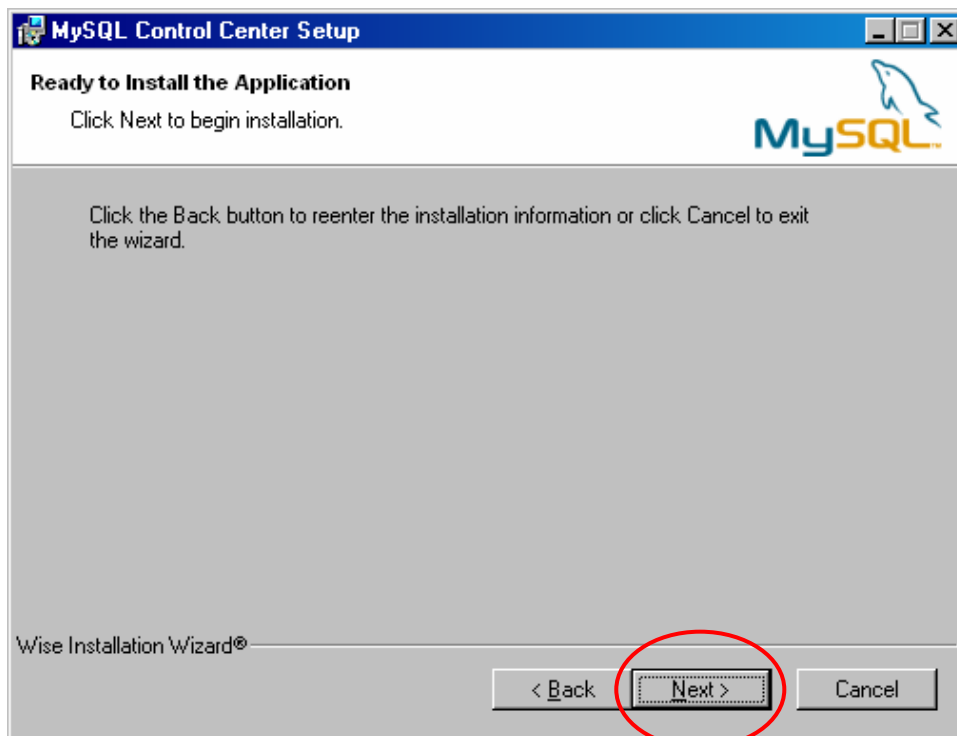 MySQL Control Center Setup
Ready to Install the Application
Click Next to begin installation.
MySQL™
Click the Back button to reenter the installation information or click Cancel to exit
the wizard.
Wise Installation Wizard®
< Back Next > Cancel